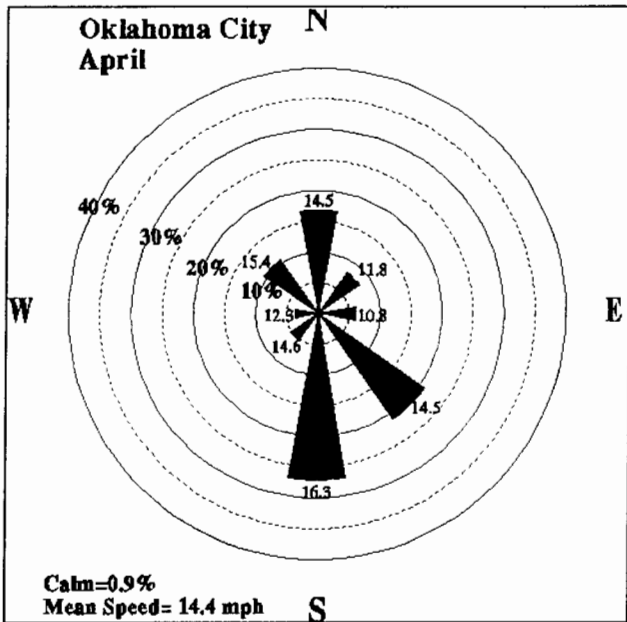 Oklahoma City
April
N
40%
30%
20%
10%
14.5
15.4
11.8
W
12.3
10.8
E
14.6
14.5
16.3
Calm=0.9%
Mean Speed= 14.4 mph
S